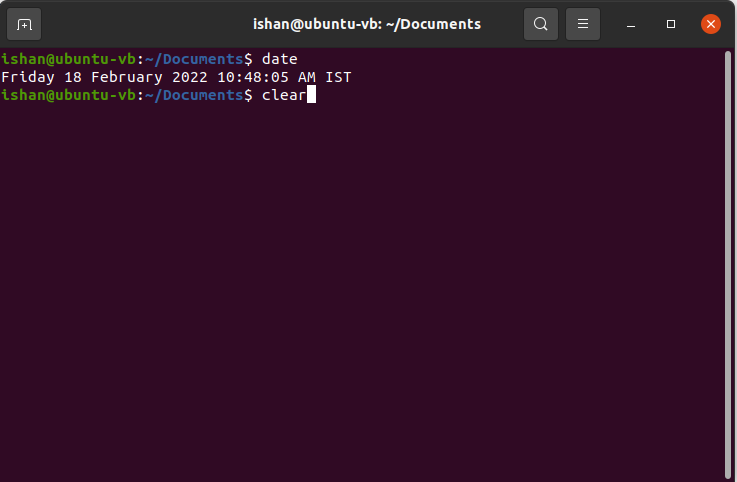 ishan@ubuntu-vb: ~/Documents
ishan@ubuntu-vb:~/Documents$ date
Friday 18 February 2022 10:48:05 AM IST
ishan@ubuntu-vb:~/Documents$ clear